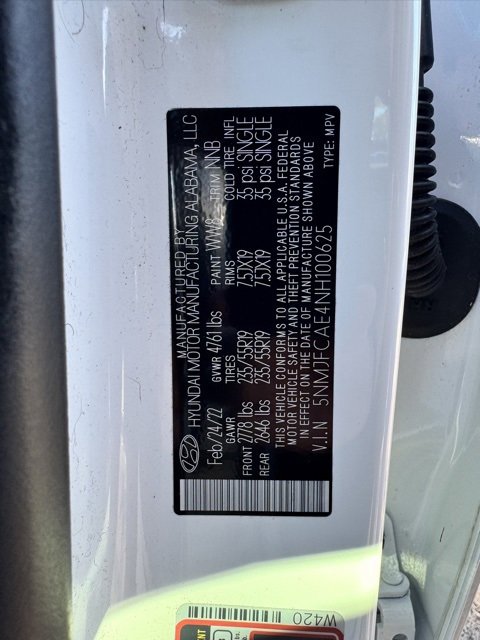 MANUFACTURED BY
HYUNDAI MOTOR MANUFACTURING ALABAMA, LLC
Feb/24/22 GVWR 4761 lbs PAINT WW8 TRIM NNB
GAWR TIRES RIMS COLD TIRE INFL
FRONT 2778 lbs 235/55R19 7.5JX19 35 psi SINGLE
REAR 2646 lbs 235/55R19 7.5JX19 35 psi SINGLE
THIS VEHICLE CONFORMS TO ALL APPLICABLE U.S.A. FEDERAL
MOTOR VEHICLE SAFETY AND THEFT PREVENTION STANDARDS
IN EFFECT ON THE DATE OF MANUFACTURE SHOWN ABOVE
V.I.N 5NMJFCAE4NH100625 TYPE: MPV
W420